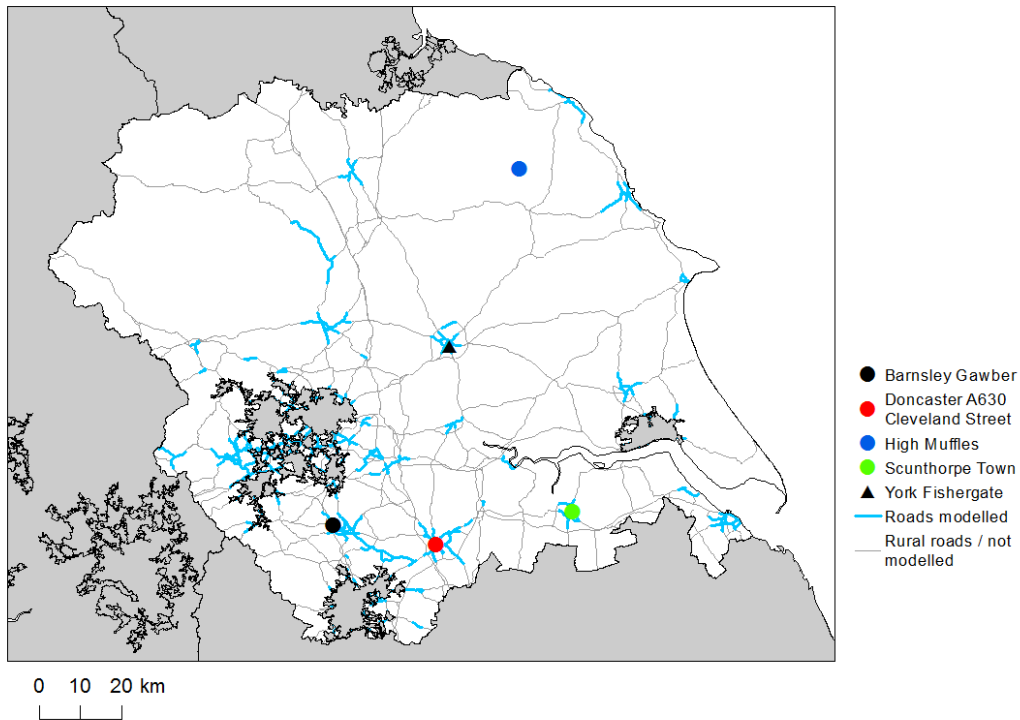 Barnsley Gawber
Doncaster A630
Cleveland Street
High Muffles
Scunthorpe Town
York Fishergate
Roads modelled
Rural roads / not
modelled
0 10 20 km